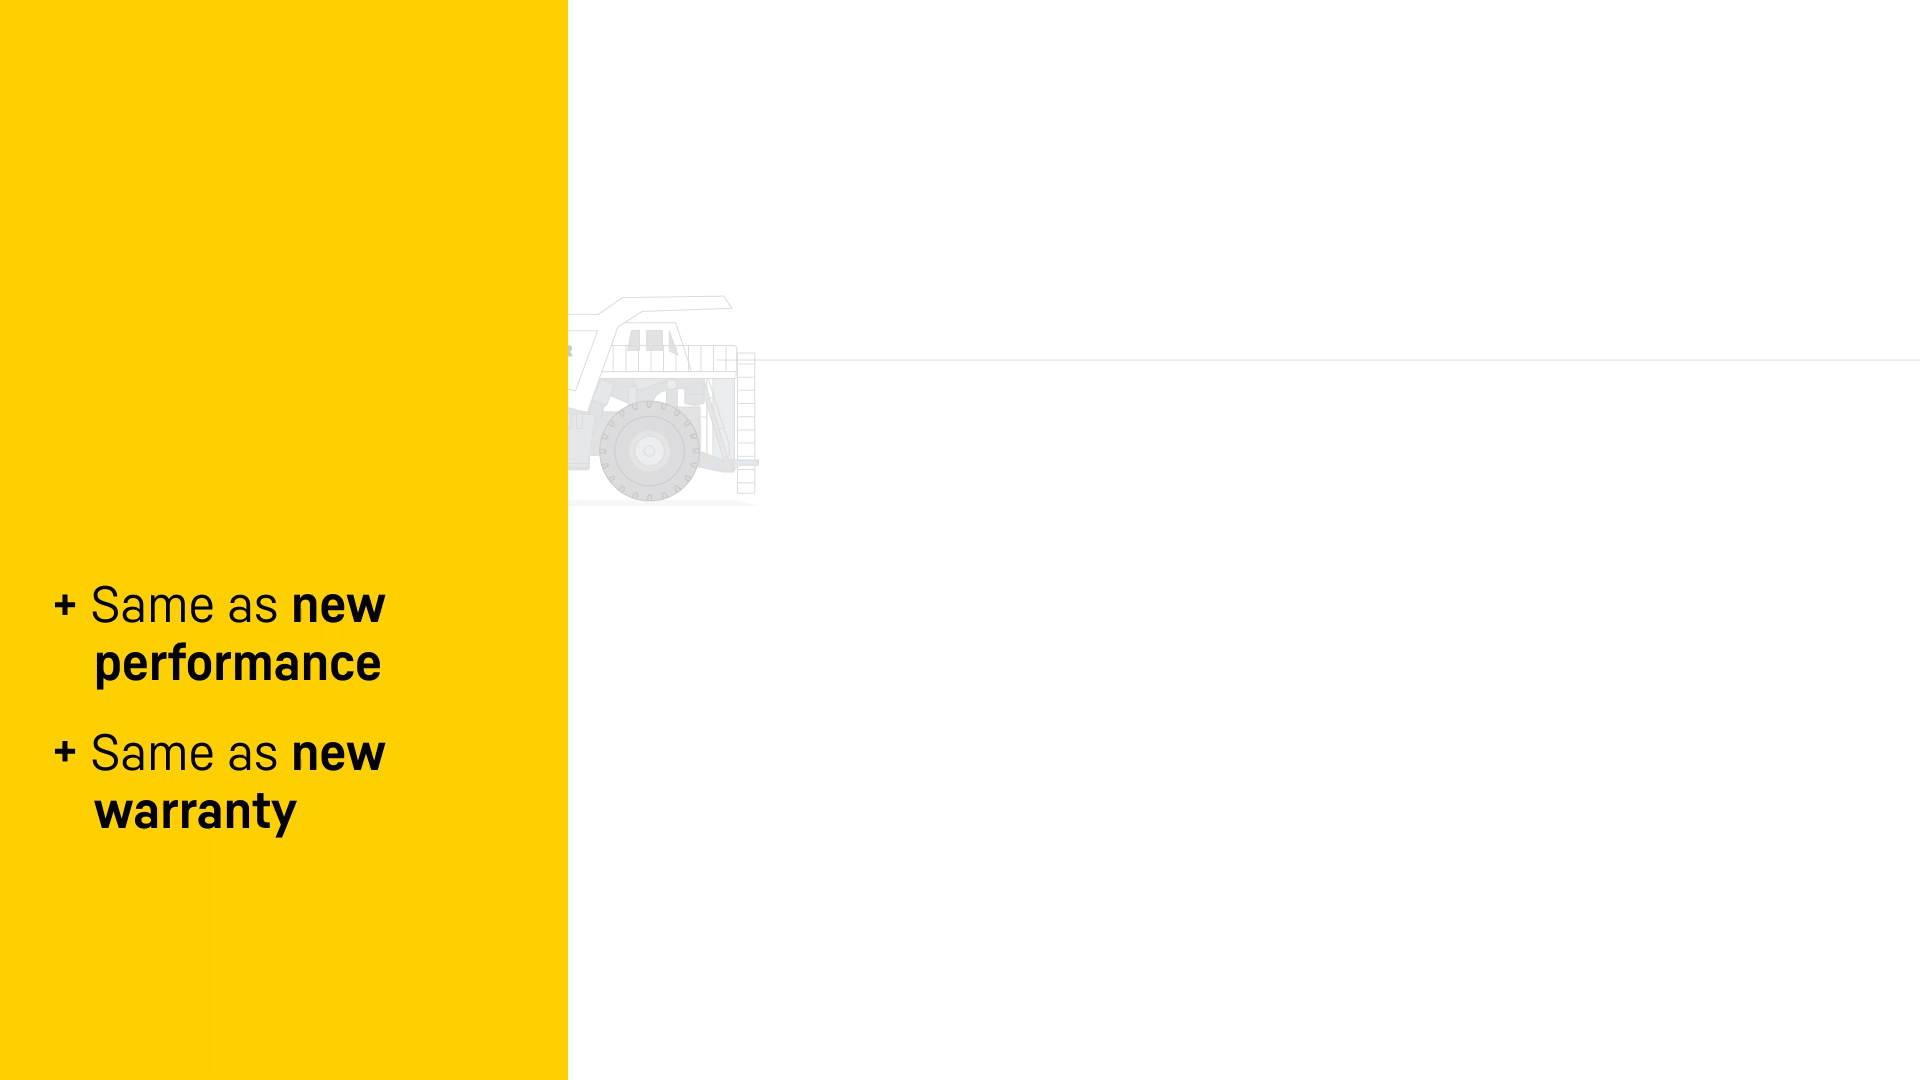 + Same as new
performance
+ Same as new
warranty